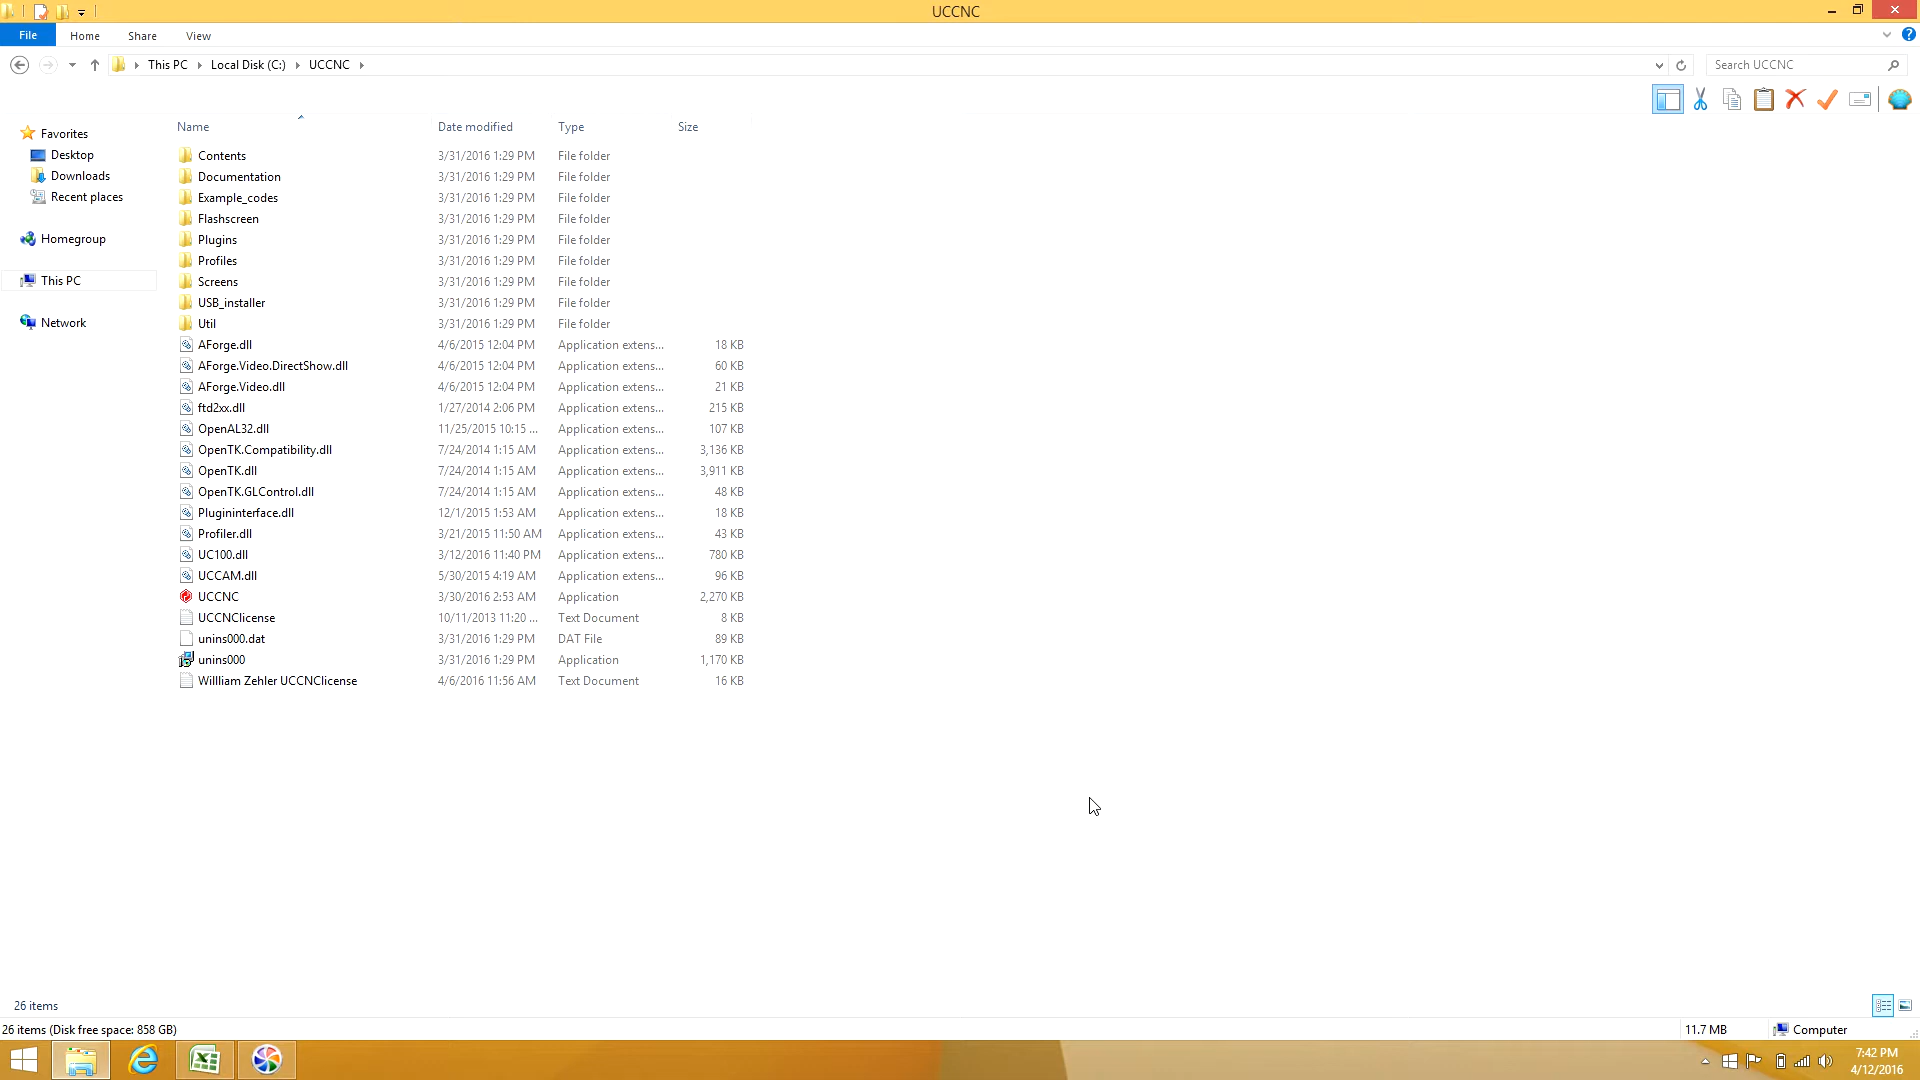 UCCNC
File Home Share View
This PC Local Disk (C:) UCCNC Search UCCNC
Name Date modified Type Size
Favorites
Desktop
Downloads
Recent places
Homegroup
This PC
Network
Contents 3/31/2016 1:29 PM File folder
Documentation 3/31/2016 1:29 PM File folder
Example_codes 3/31/2016 1:29 PM File folder
Flashscreen 3/31/2016 1:29 PM File folder
Plugins 3/31/2016 1:29 PM File folder
Profiles 3/31/2016 1:29 PM File folder
Screens 3/31/2016 1:29 PM File folder
USB_installer 3/31/2016 1:29 PM File folder
Util 3/31/2016 1:29 PM File folder
AForge.dll 4/6/2015 12:04 PM Application extens... 18 KB
AForge.Video.DirectShow.dll 4/6/2015 12:04 PM Application extens... 60 KB
AForge.Video.dll 4/6/2015 12:04 PM Application extens... 21 KB
ftd2xx.dll 1/27/2014 2:06 PM Application extens... 215 KB
OpenAL32.dll 11/25/2015 10:15 ... Application extens... 107 KB
OpenTK.Compatibility.dll 7/24/2014 1:15 AM Application extens... 3,136 KB
OpenTK.dll 7/24/2014 1:15 AM Application extens... 3,911 KB
OpenTK.GLControl.dll 7/24/2014 1:15 AM Application extens... 48 KB
Plugininterface.dll 12/1/2015 1:53 AM Application extens... 18 KB
Profiler.dll 3/21/2015 11:50 AM Application extens... 43 KB
UC100.dll 3/12/2016 11:40 PM Application extens... 780 KB
UCCAM.dll 5/30/2015 4:19 AM Application extens... 96 KB
UCCNC 3/30/2016 2:53 AM Application 2,270 KB
UCCNClicense 10/11/2013 11:20 ... Text Document 8 KB
unins000.dat 3/31/2016 1:29 PM DAT File 89 KB
unins000 3/31/2016 1:29 PM Application 1,170 KB
Willliam Zehler UCCNClicense 4/6/2016 11:56 AM Text Document 16 KB
26 items
26 items (Disk free space: 858 GB) 11.7 MB Computer
7:42 PM
4/12/2016